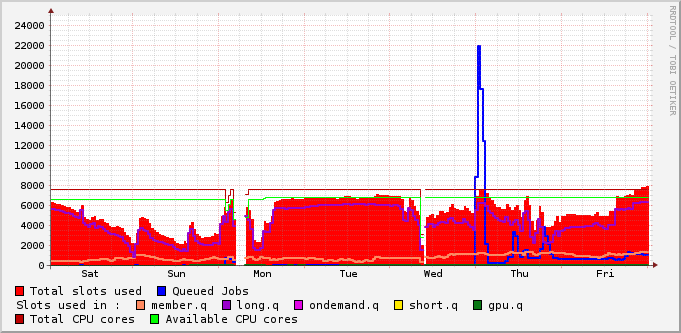 RRDTOOL / TOBI OETIKER
24000
22000
20000
18000
16000
14000
12000
10000
8000
6000
4000
2000
0
Sat Sun Mon Tue Wed Thu Fri
Total slots used Queued Jobs
Slots used in : member.q long.q ondemand.q short.q gpu.q
Total CPU cores Available CPU cores